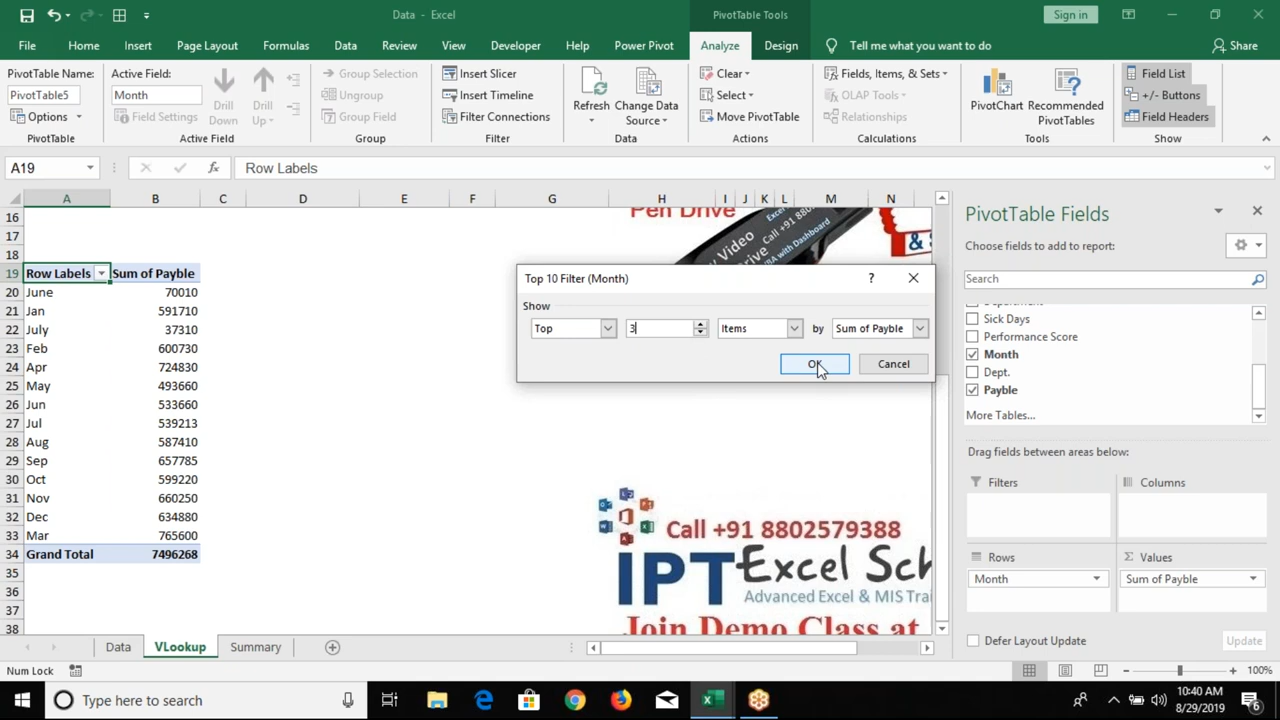 Data - Excel
PivotTable Tools
Sign in
File
Home
Insert
Page Layout
Formulas
Data
Review
View
Developer
Help
Power Pivot
Analyze
Design
Tell me what you want to do
Share
PivotTable Name:
PivotTable5
Options
PivotTable
Active Field:
Month
Field Settings
Drill Down
Drill Up
Active Field
Group Selection
Ungroup
Group Field
Group
Insert Slicer
Insert Timeline
Filter Connections
Filter
Refresh
Change Data Source
Data
Clear
Select
Move PivotTable
Actions
Fields, Items, & Sets
OLAP Tools
Relationships
Calculations
PivotChart
Recommended PivotTables
Tools
Field List
+/- Buttons
Field Headers
Show
A19
fx
Row Labels
A B C D E F G H I J K L M N
16
17
18
19 Row Labels Sum of Payble
20 June 70010
21 Jan 591710
22 July 37310
23 Feb 600730
24 Apr 724830
25 May 493660
26 Jun 533660
27 Jul 539213
28 Aug 587410
29 Sep 657785
30 Oct 599220
31 Nov 660250
32 Dec 634880
33 Mar 765600
34 Grand Total 7496268
35
36
37
38
Pen Drive
Video
Call +91 880
BA with Dashboard
Top 10 Filter (Month)
?
Show
Top
3
Items
by
Sum of Payble
OK
Cancel
Call +91 8802579388
IPT Excel Sch
Advanced Excel & MIS Trai
Join Demo Class at
PivotTable Fields
Choose fields to add to report:
Search
Sick Days
Performance Score
Month
Dept.
Payble
More Tables...
Drag fields between areas below:
Filters
Columns
Rows
Month
Values
Sum of Payble
Defer Layout Update
Update
Data
VLookup
Summary
Num Lock
100%
Type here to search
10:40 AM
8/29/2019
6